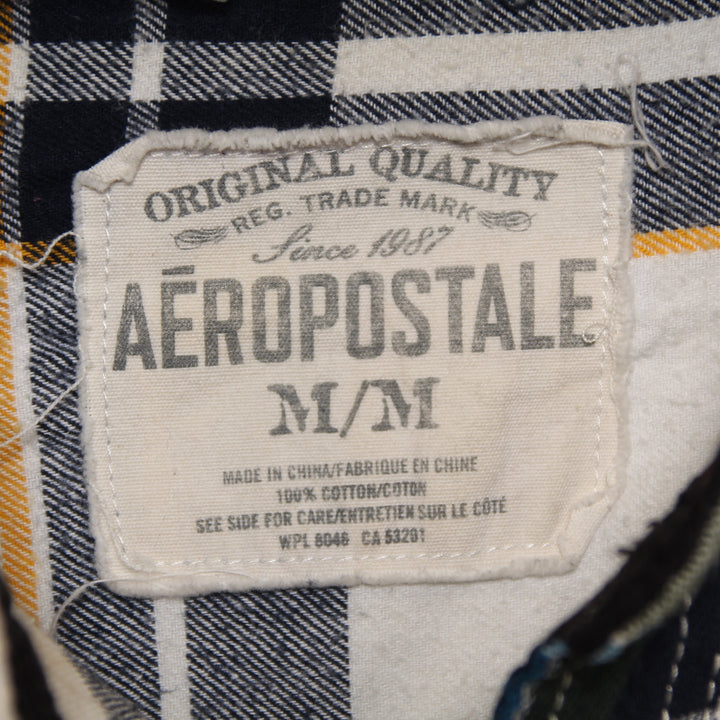 ORIGINAL QUALITY
REG. TRADE MARK
Since 1987
AÉROPOSTALE
M/M
MADE IN CHINA/FABRIQUE EN CHINE
100% COTTON/COTON
SEE SIDE FOR CARE/ENTRETIEN SUR LE CÔTÉ
WPL 8046 CA 53201